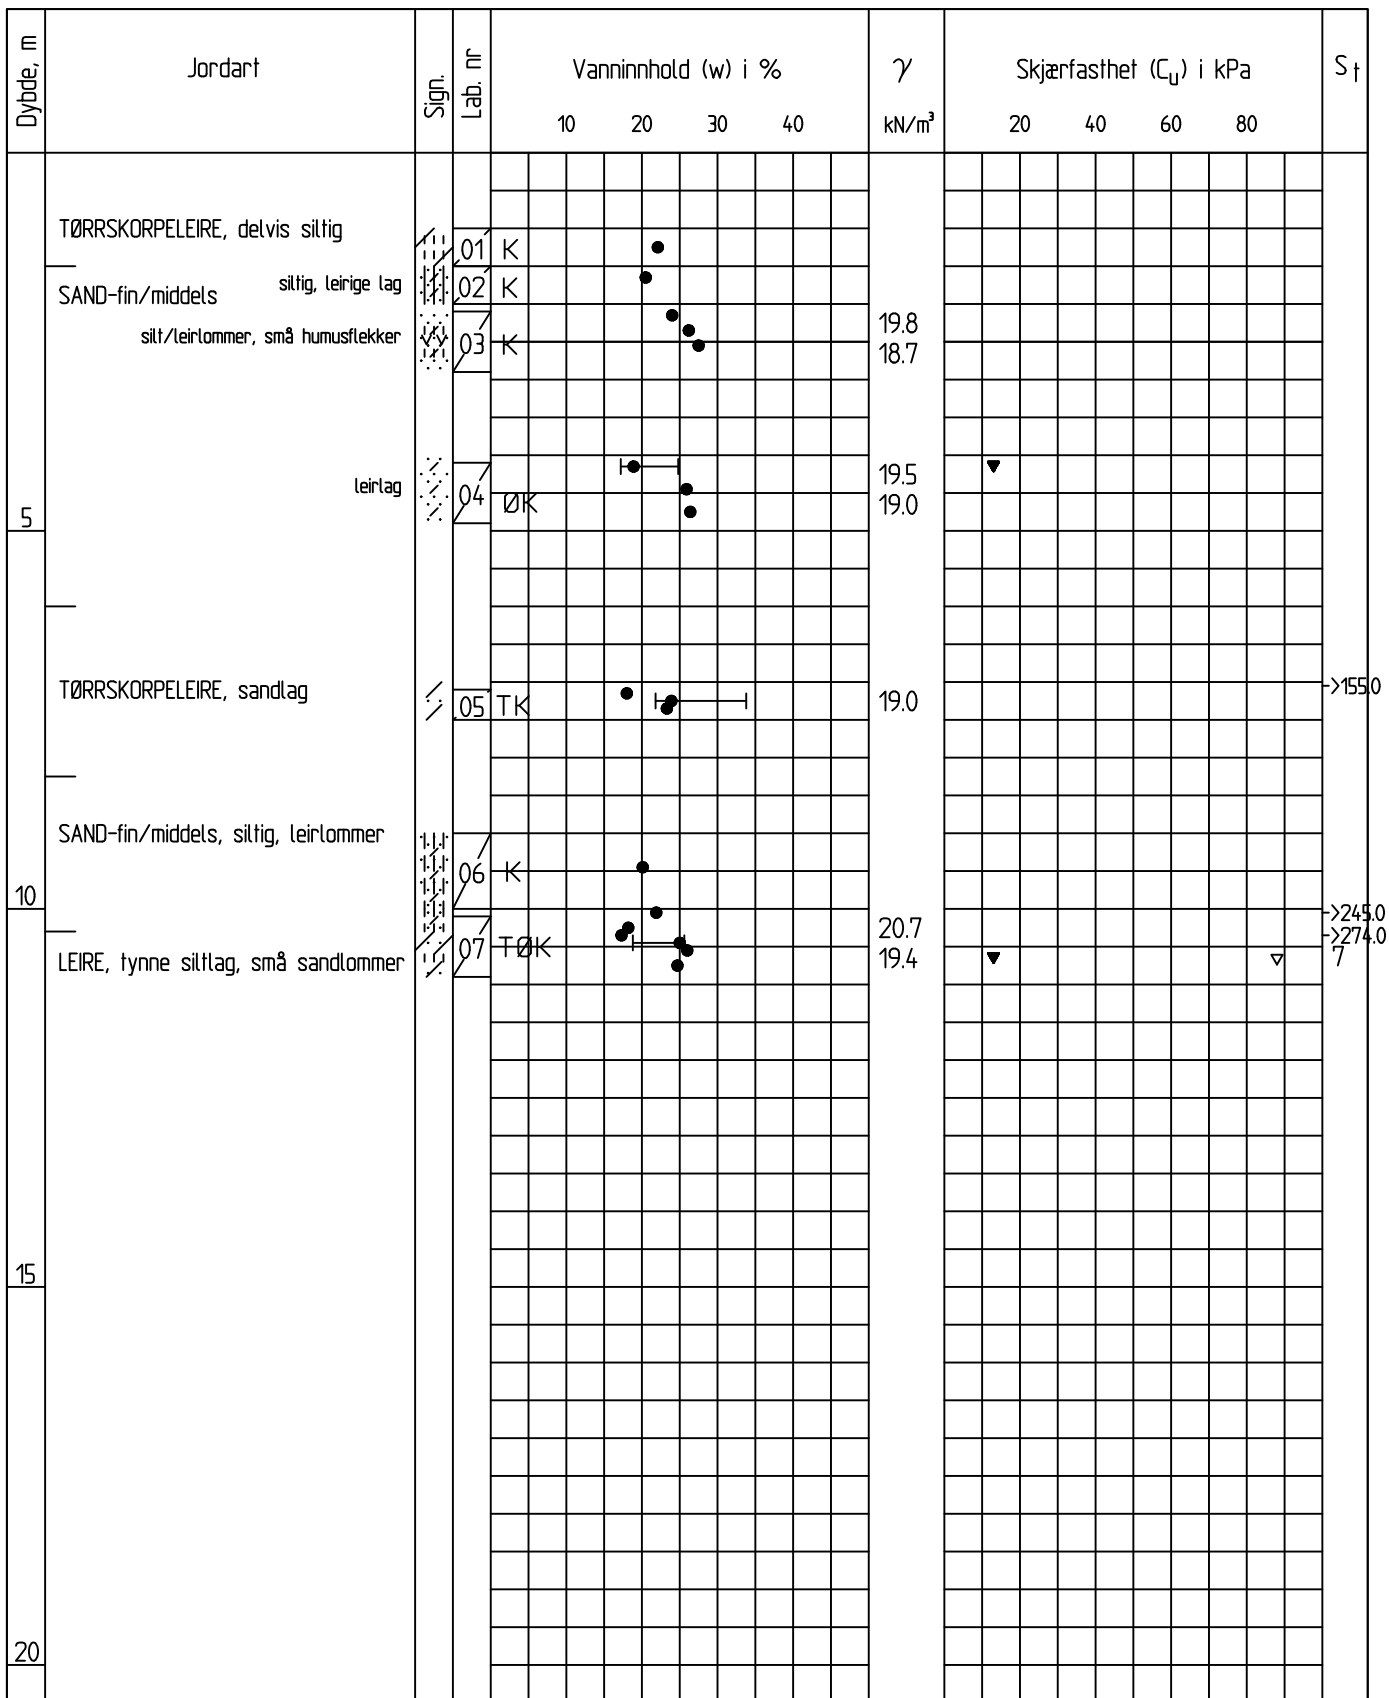 Dybde, m
Jordart
Sign.
Lab. nr
Vanninnhold (w) i %
10 20 30 40
γ
kN/m³
Skjærfasthet (Cu) i kPa
20 40 60 80
St
TØRRSKORPELEIRE, delvis siltig
01 K
siltig, leirige lag
02 K
SAND-fin/middels
19.8
silt/leirlommer, små humusflekker
03 K
18.7
19.5
leirlag
04 ØK
19.0
5
TØRRSKORPELEIRE, sandlag
>155.0
05 TK
19.0
SAND-fin/middels, siltig, leirlommer
06 K
10
>245.0
20.7
>274.0
07 TØK
LEIRE, tynne siltlag, små sandlommer
19.4
7
15
20